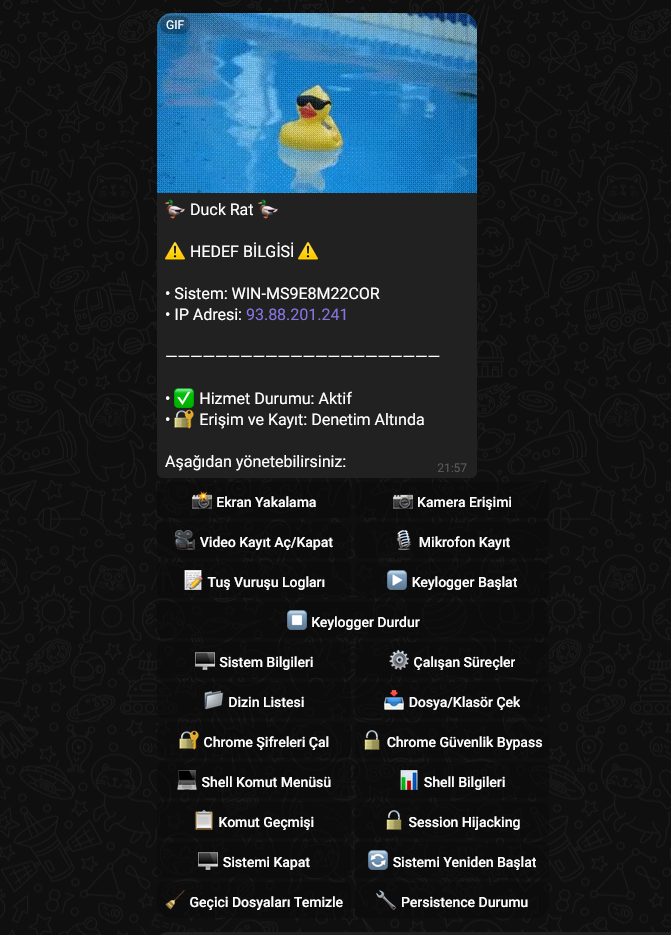 GIF
Duck Rat
HEDEF BİLGİSİ
• Sistem: WIN-MS9E8M22COR
• IP Adresi: 93.88.201.241
———————————————————————
• ✅ Hizmet Durumu: Aktif
• 🔐 Erişim ve Kayıt: Denetim Altında
Aşağıdan yönetebilirsiniz:
21:57
Ekran Yakalama
Kamera Erişimi
Video Kayıt Aç/Kapat
Mikrofon Kayıt
Tuş Vuruşu Logları
Keylogger Başlat
Keylogger Durdur
Sistem Bilgileri
Çalışan Süreçler
Dizin Listesi
Dosya/Klasör Çek
Chrome Şifreleri Çal
Chrome Güvenlik Bypass
Shell Komut Menüsü
Shell Bilgileri
Komut Geçmişi
Session Hijacking
Sistemi Kapat
Sistemi Yeniden Başlat
Geçici Dosyaları Temizle
Persistence Durumu